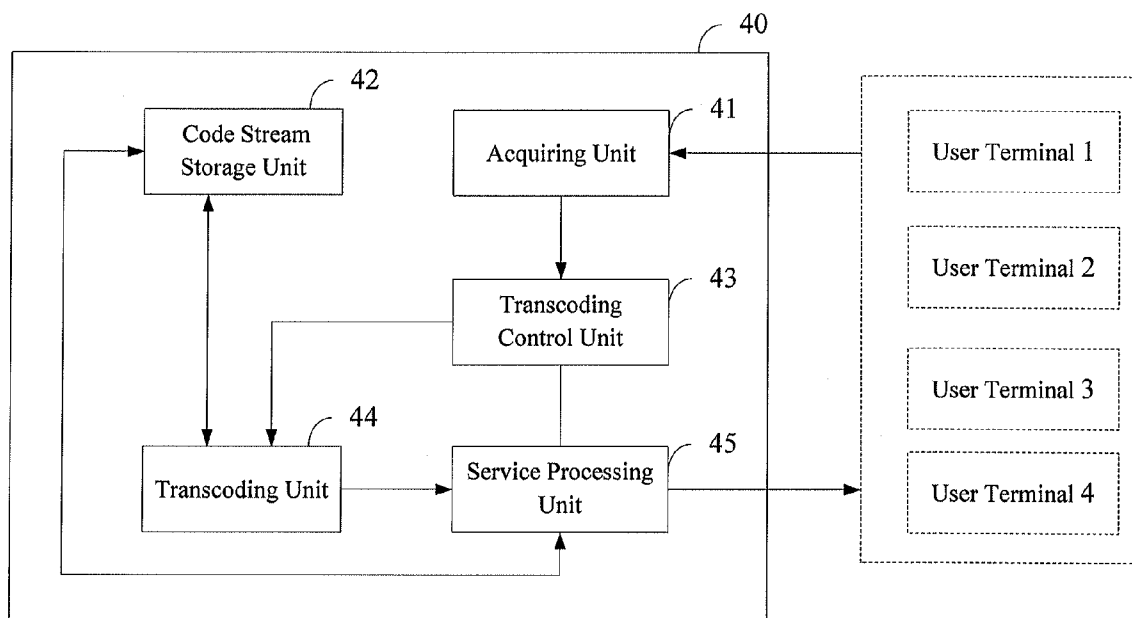 40
42
41
Code Stream
Storage Unit
Acquiring Unit
User Terminal 1
User Terminal 2
43
Transcoding
Control Unit
User Terminal 3
44
45
Transcoding Unit
Service Processing
Unit
User Terminal 4